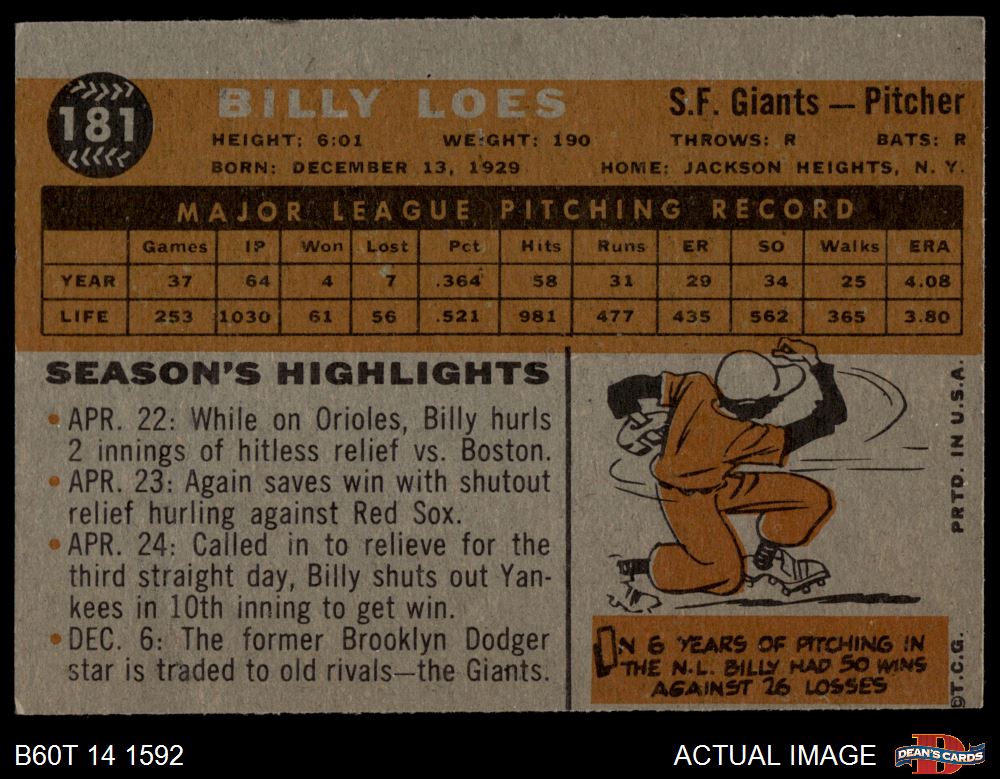 181
BILLY LOES
S.F. Giants — Pitcher
HEIGHT: 6:01 WEIGHT: 190 THROWS: R BATS: R
BORN: DECEMBER 13, 1929 HOME: JACKSON HEIGHTS, N. Y.
MAJOR LEAGUE PITCHING RECORD
Games IP Won Lost Pct Hits Runs ER SO Walks ERA
YEAR 37 64 4 7 .364 58 31 29 34 25 4.08
LIFE 253 1030 61 56 .521 981 477 435 562 365 3.80
SEASON'S HIGHLIGHTS
• APR. 22: While on Orioles, Billy hurls
2 innings of hitless relief vs. Boston.
• APR. 23: Again saves win with shutout
relief hurling against Red Sox.
• APR. 24: Called in to relieve for the
third straight day, Billy shuts out Yan-
kees in 10th inning to get win.
• DEC. 6: The former Brooklyn Dodger
star is traded to old rivals—the Giants.
IN 6 YEARS OF PITCHING IN
THE N.L. BILLY HAD 50 WINS
AGAINST 26 LOSSES
©T.C.G. PRTD. IN U.S.A.
B60T 14 1592
ACTUAL IMAGE
DEAN'S CARDS